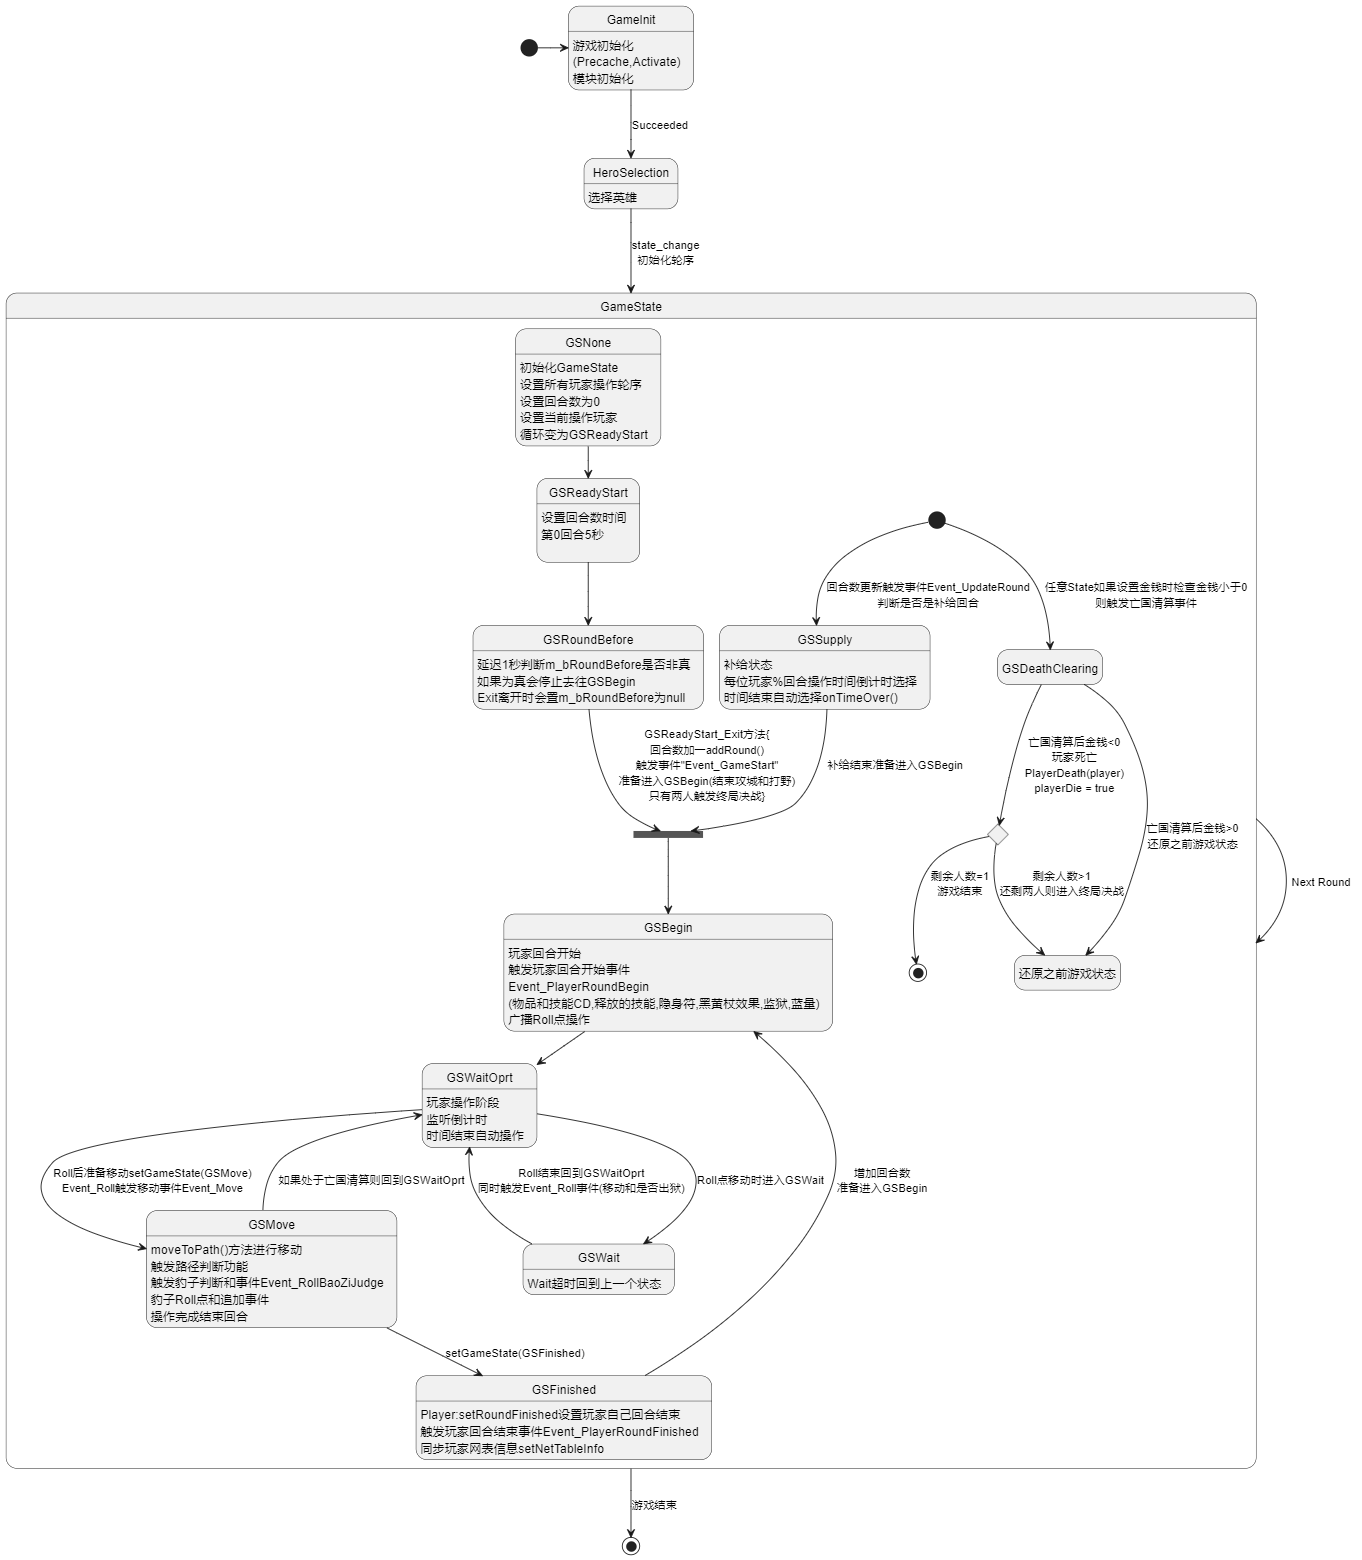 GameInit
游戏初始化
(Precache,Activate)
模块初始化
Succeeded
HeroSelection
选择英雄
state_change
初始化轮序
GameState
GSNone
初始化GameState
设置所有玩家操作轮序
设置回合数为0
设置当前操作玩家
循环变为GSReadyStart
GSReadyStart
设置回合数时间
第0回合5秒
回合数更新触发事件Event_UpdateRound
判断是否是补给回合
任意State如果设置金钱时检查金钱小于0
则触发亡国清算事件
GSRoundBefore
延迟1秒判断m_bRoundBefore是否非真
如果为真会停止去往GSBegin
Exit离开时会置m_bRoundBefore为null
GSSupply
补给状态
每位玩家%回合操作时间倒计时选择
时间结束自动选择onTimeOver()
GSDeathClearing
GSReadyStart_Exit方法{
回合数加一addRound()
触发事件"Event_GameStart"
准备进入GSBegin(结束攻城和打野)
只有两人触发终局决战}
补给结束准备进入GSBegin
亡国清算后金钱<0
玩家死亡
PlayerDeath(player)
playerDie = true
亡国清算后金钱>0
还原之前游戏状态
剩余人数=1
游戏结束
剩余人数>1
还剩两人则进入终局决战
Next Round
还原之前游戏状态
GSBegin
玩家回合开始
触发玩家回合开始事件
Event_PlayerRoundBegin
(物品和技能CD,释放的技能,隐身符,黑黄杖效果,监狱,蓝量)
广播Roll点操作
GSWaitOprt
玩家操作阶段
监听倒计时
时间结束自动操作
Roll后准备移动setGameState(GSMove)
Event_Roll触发移动事件Event_Move
如果处于亡国清算则回到GSWaitOprt
Roll结束回到GSWaitOprt
同时触发Event_Roll事件(移动和是否出狱)
Roll点移动时进入GSWait
增加回合数
准备进入GSBegin
GSMove
moveToPath()方法进行移动
触发路径判断功能
触发豹子判断和事件Event_RollBaoZiJudge
豹子Roll点和追加事件
操作完成结束回合
GSWait
Wait超时回到上一个状态
setGameState(GSFinished)
GSFinished
Player:setRoundFinished设置玩家自己回合结束
触发玩家回合结束事件Event_PlayerRoundFinished
同步玩家网表信息setNetTableInfo
游戏结束